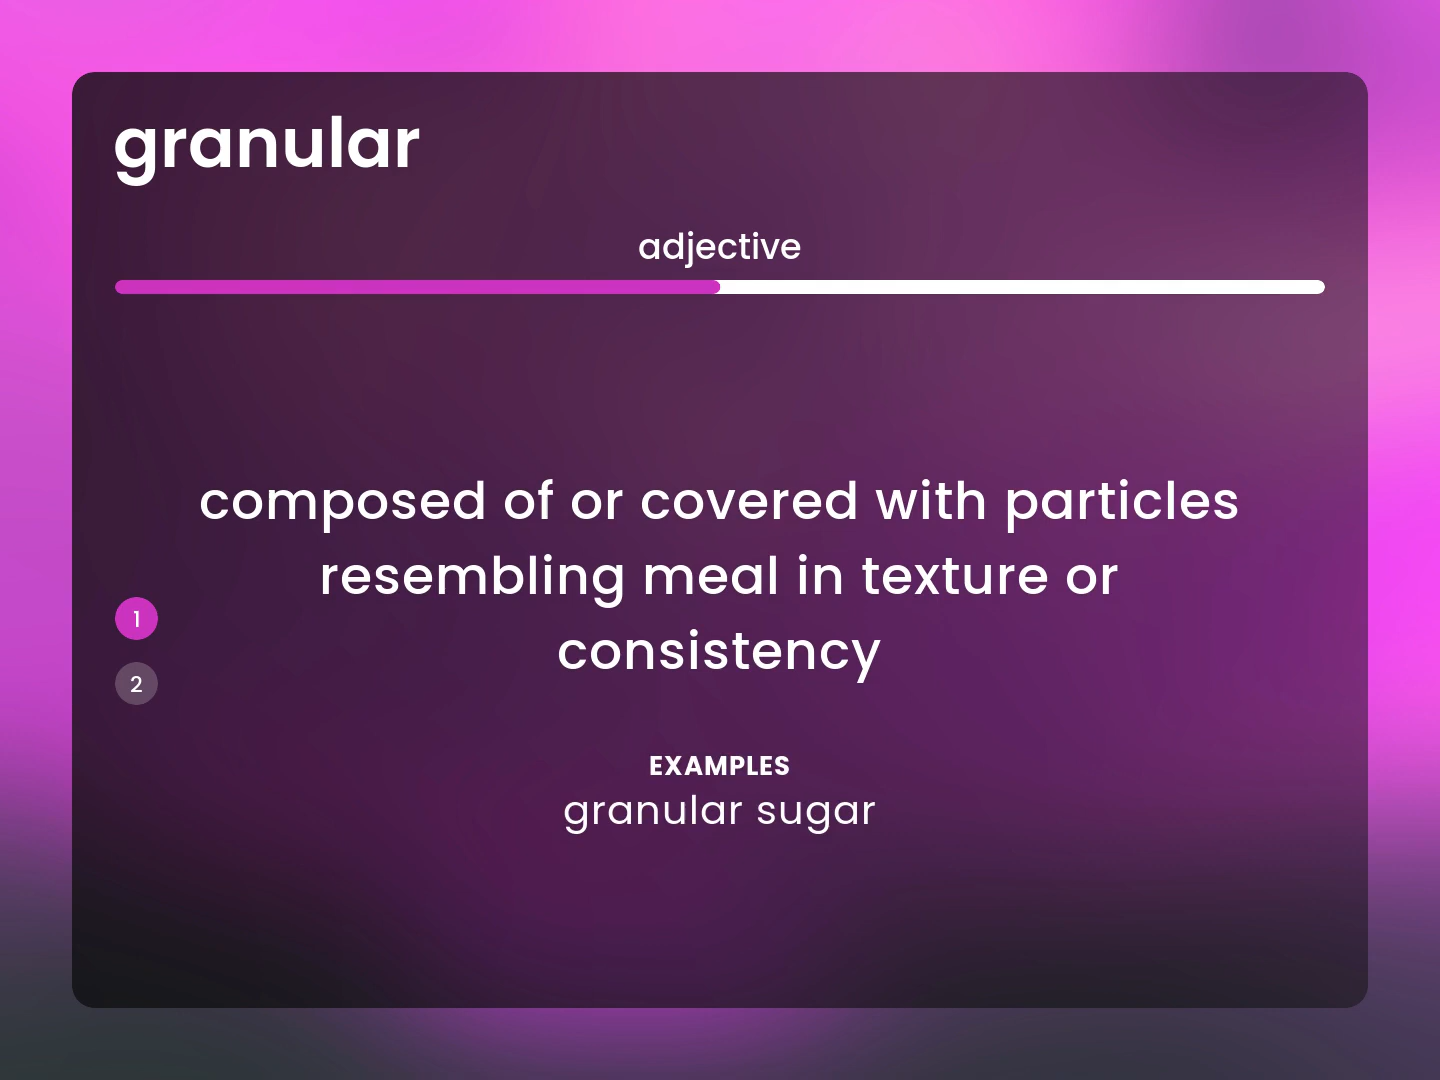 granular
adjective
composed of or covered with particles
resembling meal in texture or
consistency
1
2
EXAMPLES
granular sugar